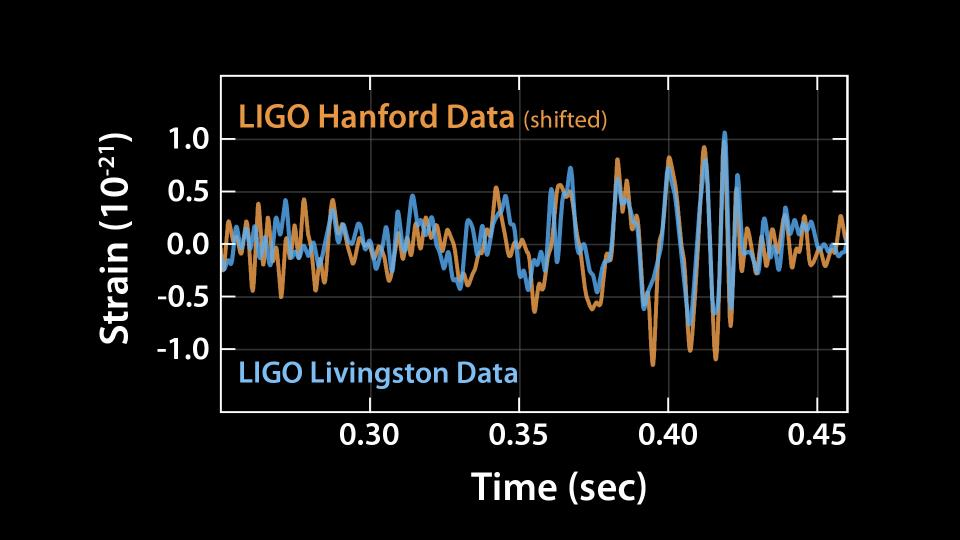 LIGO Hanford Data (shifted)
1.0
0.5
0.0
-0.5
-1.0
Strain (10⁻²¹)
LIGO Livingston Data
0.30 0.35 0.40 0.45
Time (sec)